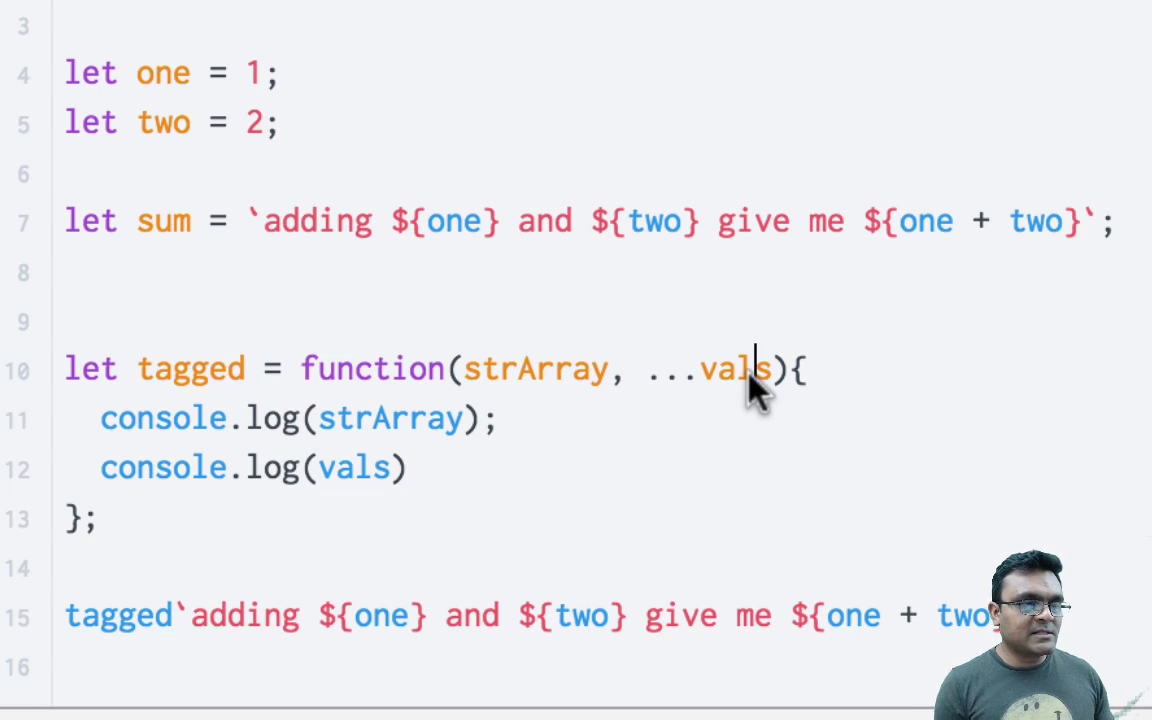 3
4 let one = 1;
5 let two = 2;
6
7 let sum = `adding ${one} and ${two} give me ${one + two}`;
8
9
10 let tagged = function(strArray, ...vals){
11   console.log(strArray);
12   console.log(vals)
13 };
14
15 tagged`adding ${one} and ${two} give me ${one + two
16